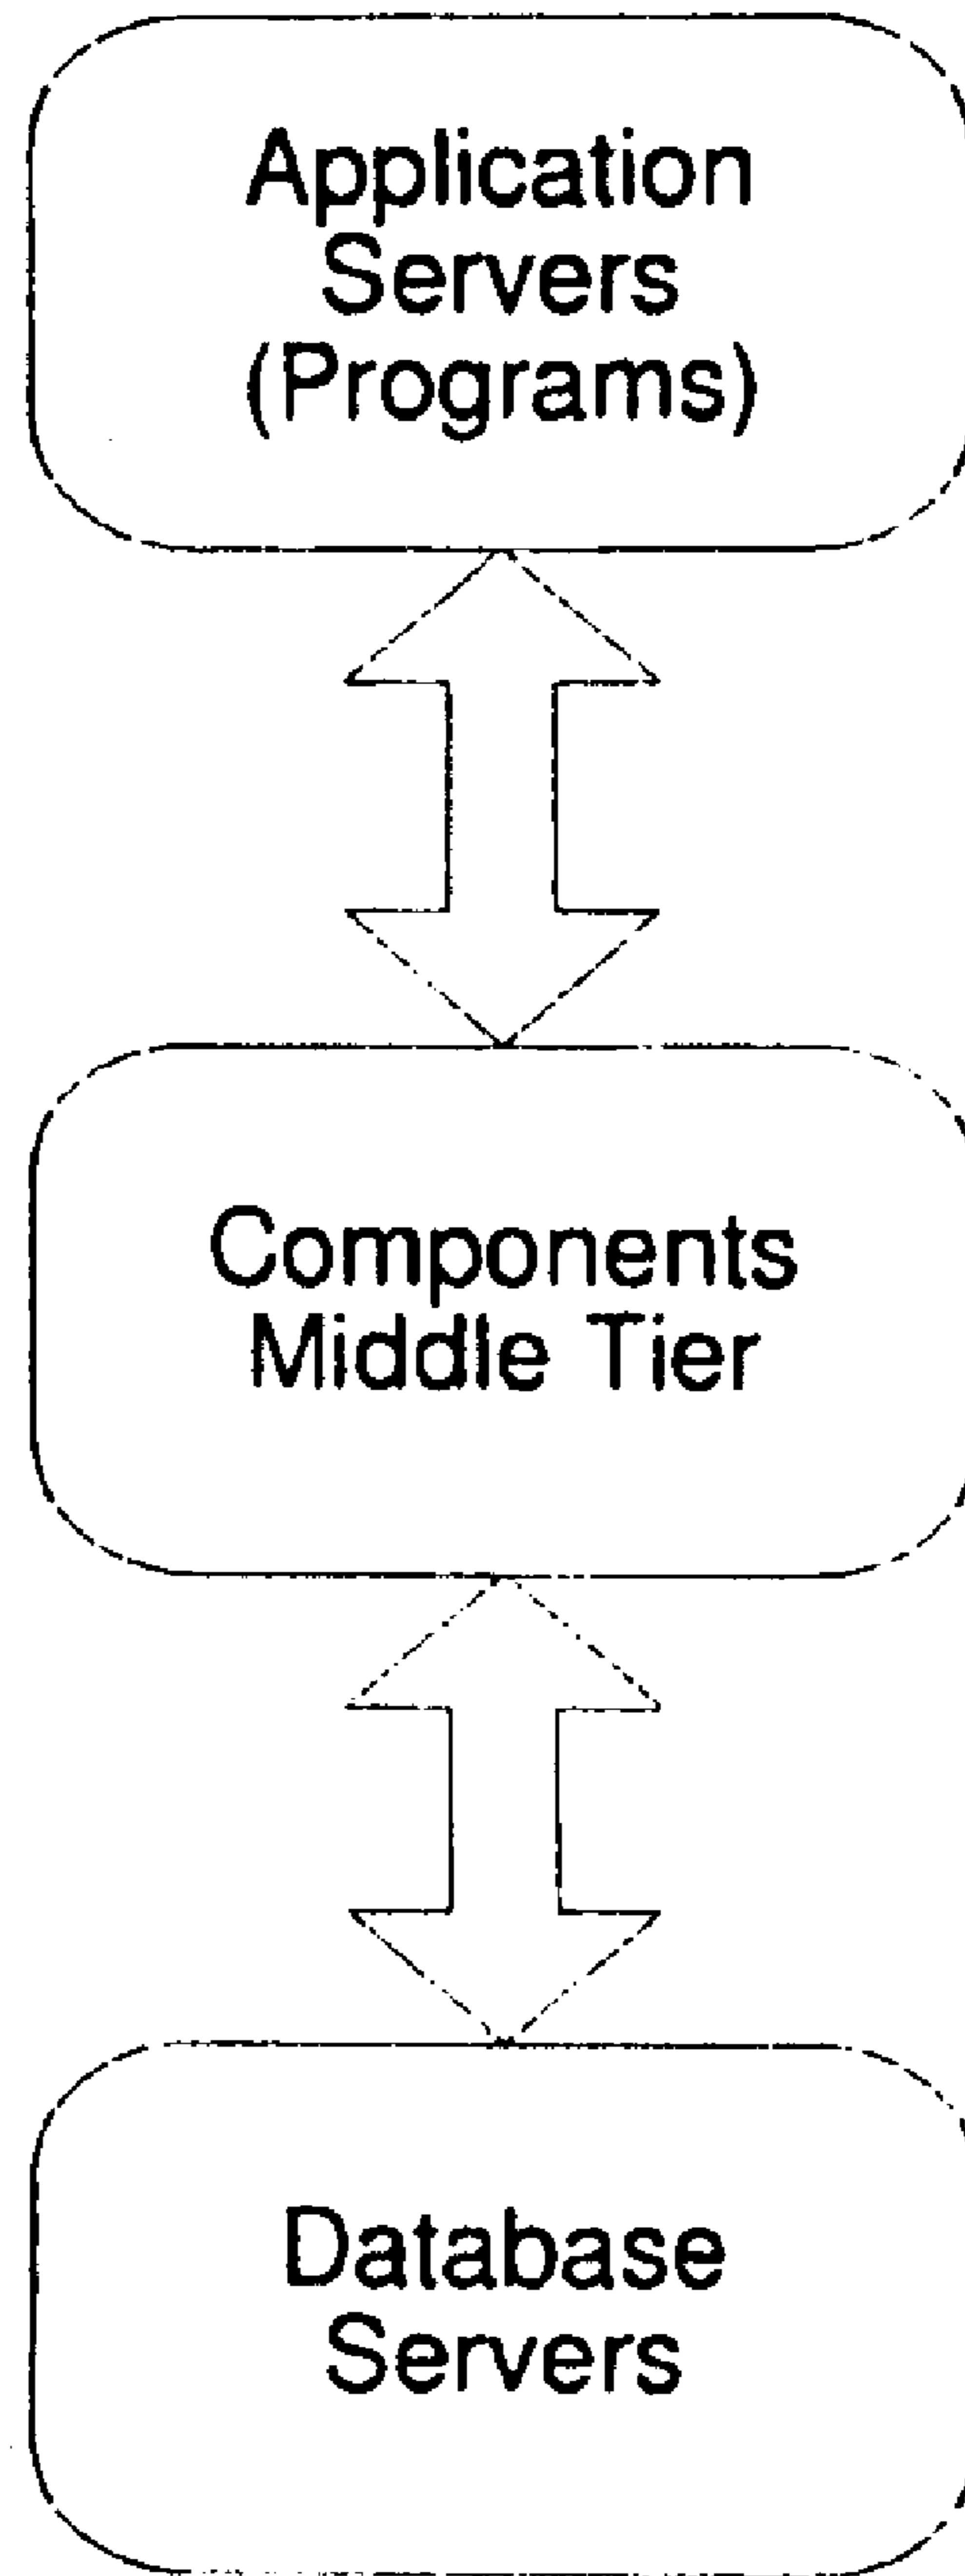 Application
Servers
(Programs)
Components
Middle Tier
Database
Servers